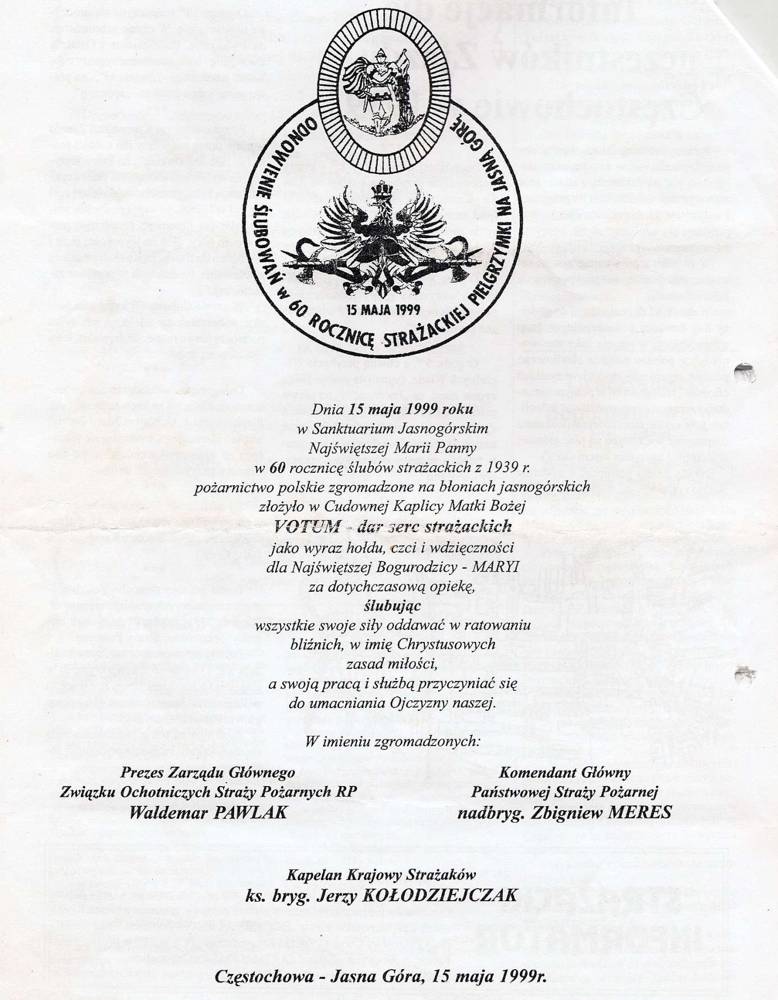 ODNOWIENIE ŚLUBOWAŃ w 60 ROCZNICĘ STRAŻACKIEJ PIELGRZYMKI NA JASNĄ GÓRĘ
15 MAJA 1999
Dnia 15 maja 1999 roku
w Sanktuarium Jasnogórskim
Najświętszej Marii Panny
w 60 rocznicę ślubów strażackich z 1939 r.
pożarnictwo polskie zgromadzone na błoniach jasnogórskich
złożyło w Cudownej Kaplicy Matki Bożej
VOTUM - dar serc strażackich
jako wyraz hołdu, czci i wdzięczności
dla Najświętszej Bogurodzicy - MARYI
za dotychczasową opiekę,
ślubując
wszystkie swoje siły oddawać w ratowaniu
bliźnich, w imię Chrystusowych
zasad miłości,
a swoją pracą i służbą przyczyniać się
do umacniania Ojczyzny naszej.
W imieniu zgromadzonych:
Prezes Zarządu Głównego
Związku Ochotniczych Straży Pożarnych RP
Waldemar PAWLAK
Komendant Główny
Państwowej Straży Pożarnej
nadbryg. Zbigniew MERES
Kapelan Krajowy Strażaków
ks. bryg. Jerzy KOŁODZIEJCZAK
Częstochowa - Jasna Góra, 15 maja 1999r.